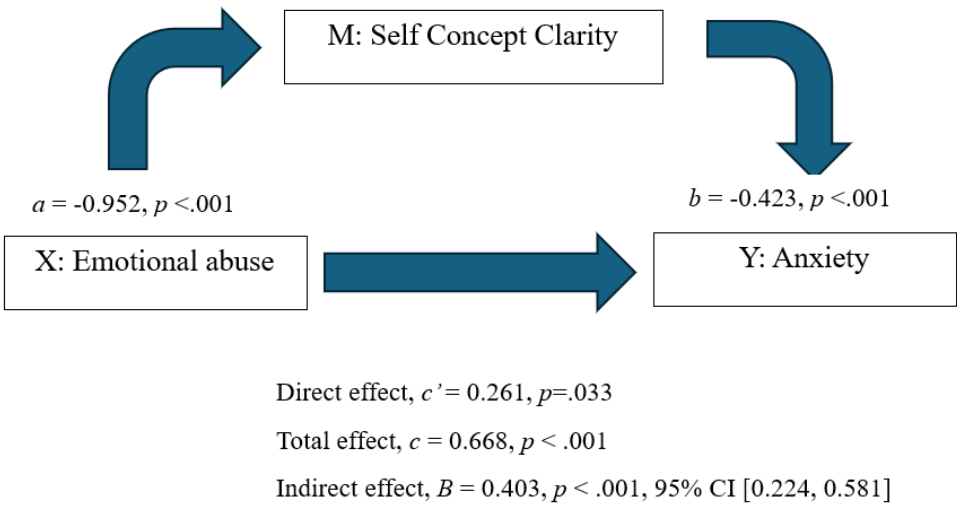 M: Self Concept Clarity
a = -0.952, p <.001
b = -0.423, p <.001
X: Emotional abuse
Y: Anxiety
Direct effect, c’= 0.261, p=.033
Total effect, c = 0.668, p < .001
Indirect effect, B = 0.403, p < .001, 95% CI [0.224, 0.581]